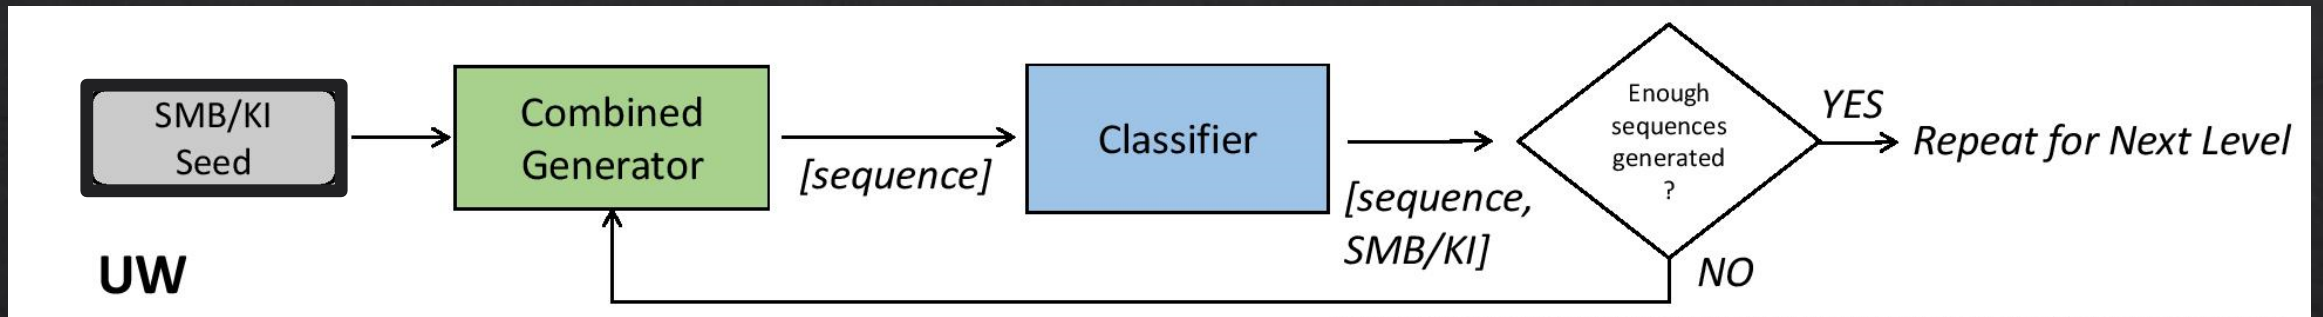 SMB/KI
Seed
Combined
Generator
[sequence]
Classifier
[sequence,
SMB/KI]
Enough
sequences
generated
?
YES
Repeat for Next Level
NO
UW